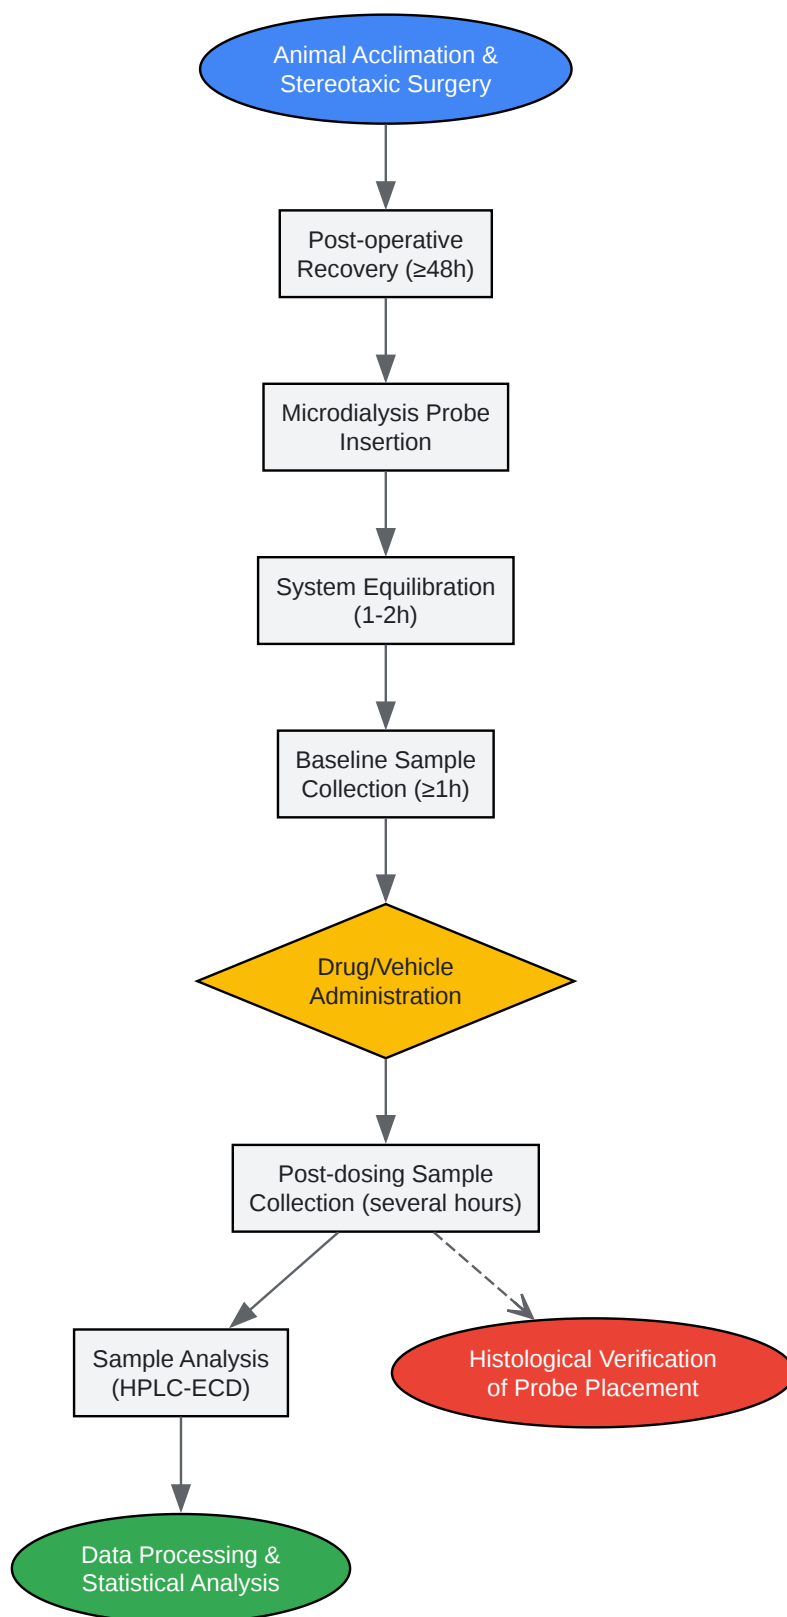 Animal Acclimation &
Stereotaxic Surgery
Post-operative
Recovery (≥48h)
Microdialysis Probe
Insertion
System Equilibration
(1-2h)
Baseline Sample
Collection (≥1h)
Drug/Vehicle
Administration
Post-dosing Sample
Collection (several hours)
Sample Analysis
(HPLC-ECD)
Histological Verification
of Probe Placement
Data Processing &
Statistical Analysis